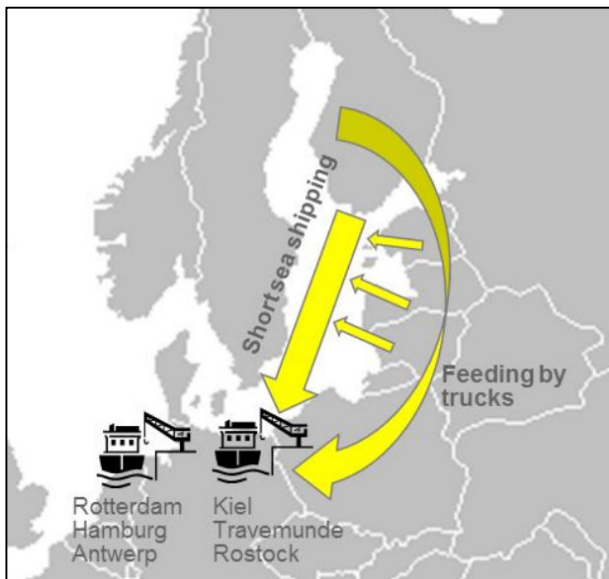 Short sea shipping
Feeding by
trucks
Rotterdam
Hamburg
Antwerp
Kiel
Travemunde
Rostock